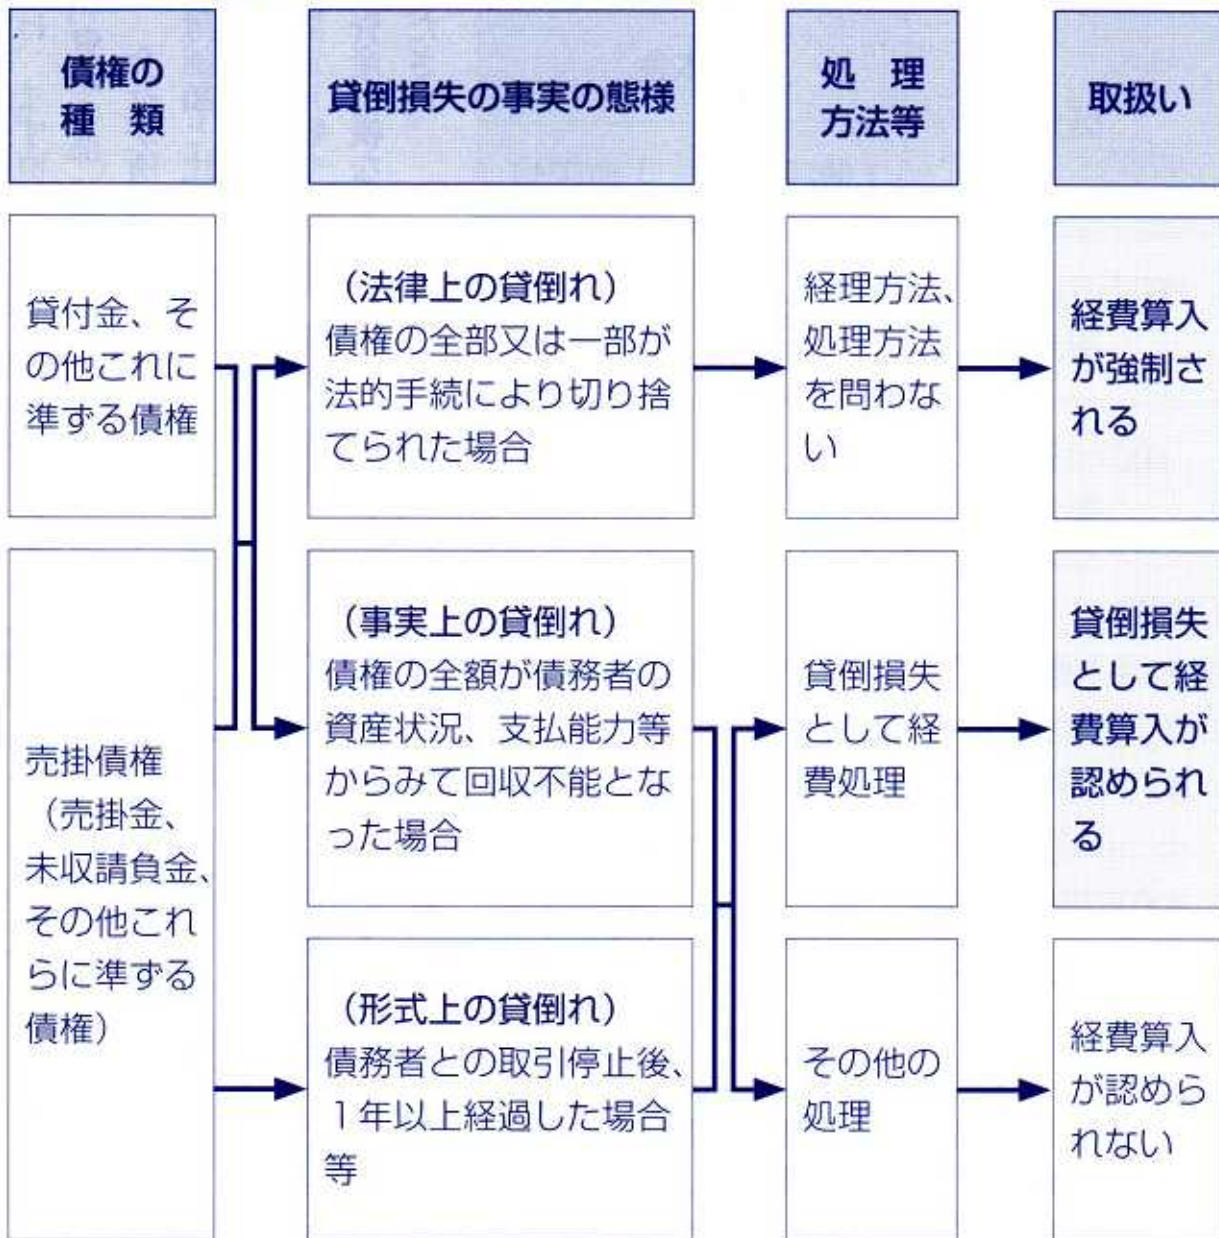 債権の
種　類
貸倒損失の事実の態様
処　理
方法等
取扱い
貸付金、そ
の他これに
準ずる債権
（法律上の貸倒れ）
債権の全部又は一部が
法的手続により切り捨
てられた場合
経理方法、
処理方法
を問わな
い
経費算入
が強制さ
れる
売掛債権
（売掛金、
未収請負金、
その他これ
らに準ずる
債権）
（事実上の貸倒れ）
債権の全額が債務者の
資産状況、支払能力等
からみて回収不能とな
った場合
貸倒損失
として経
費処理
貸倒損失
として経
費算入が
認められ
る
（形式上の貸倒れ）
債務者との取引停止後、
１年以上経過した場合
等
その他の
処理
経費算入
が認めら
れない